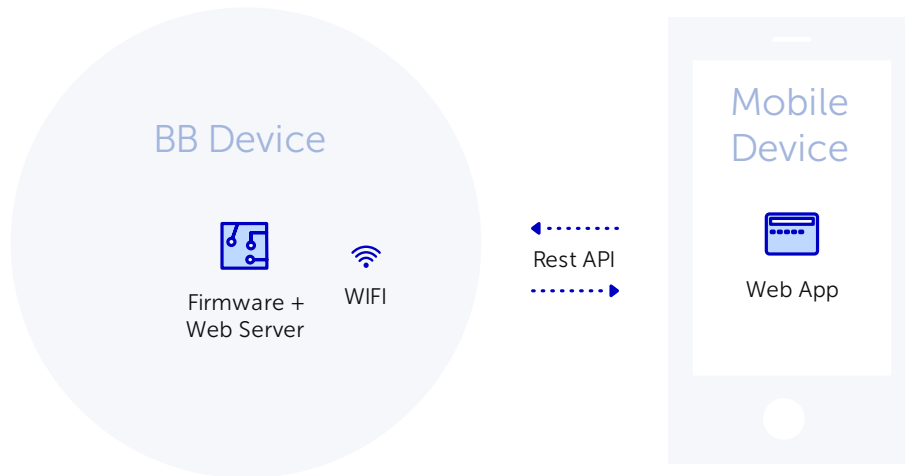 BB Device
Firmware +
Web Server
WIFI
Rest API
Mobile
Device
Web App